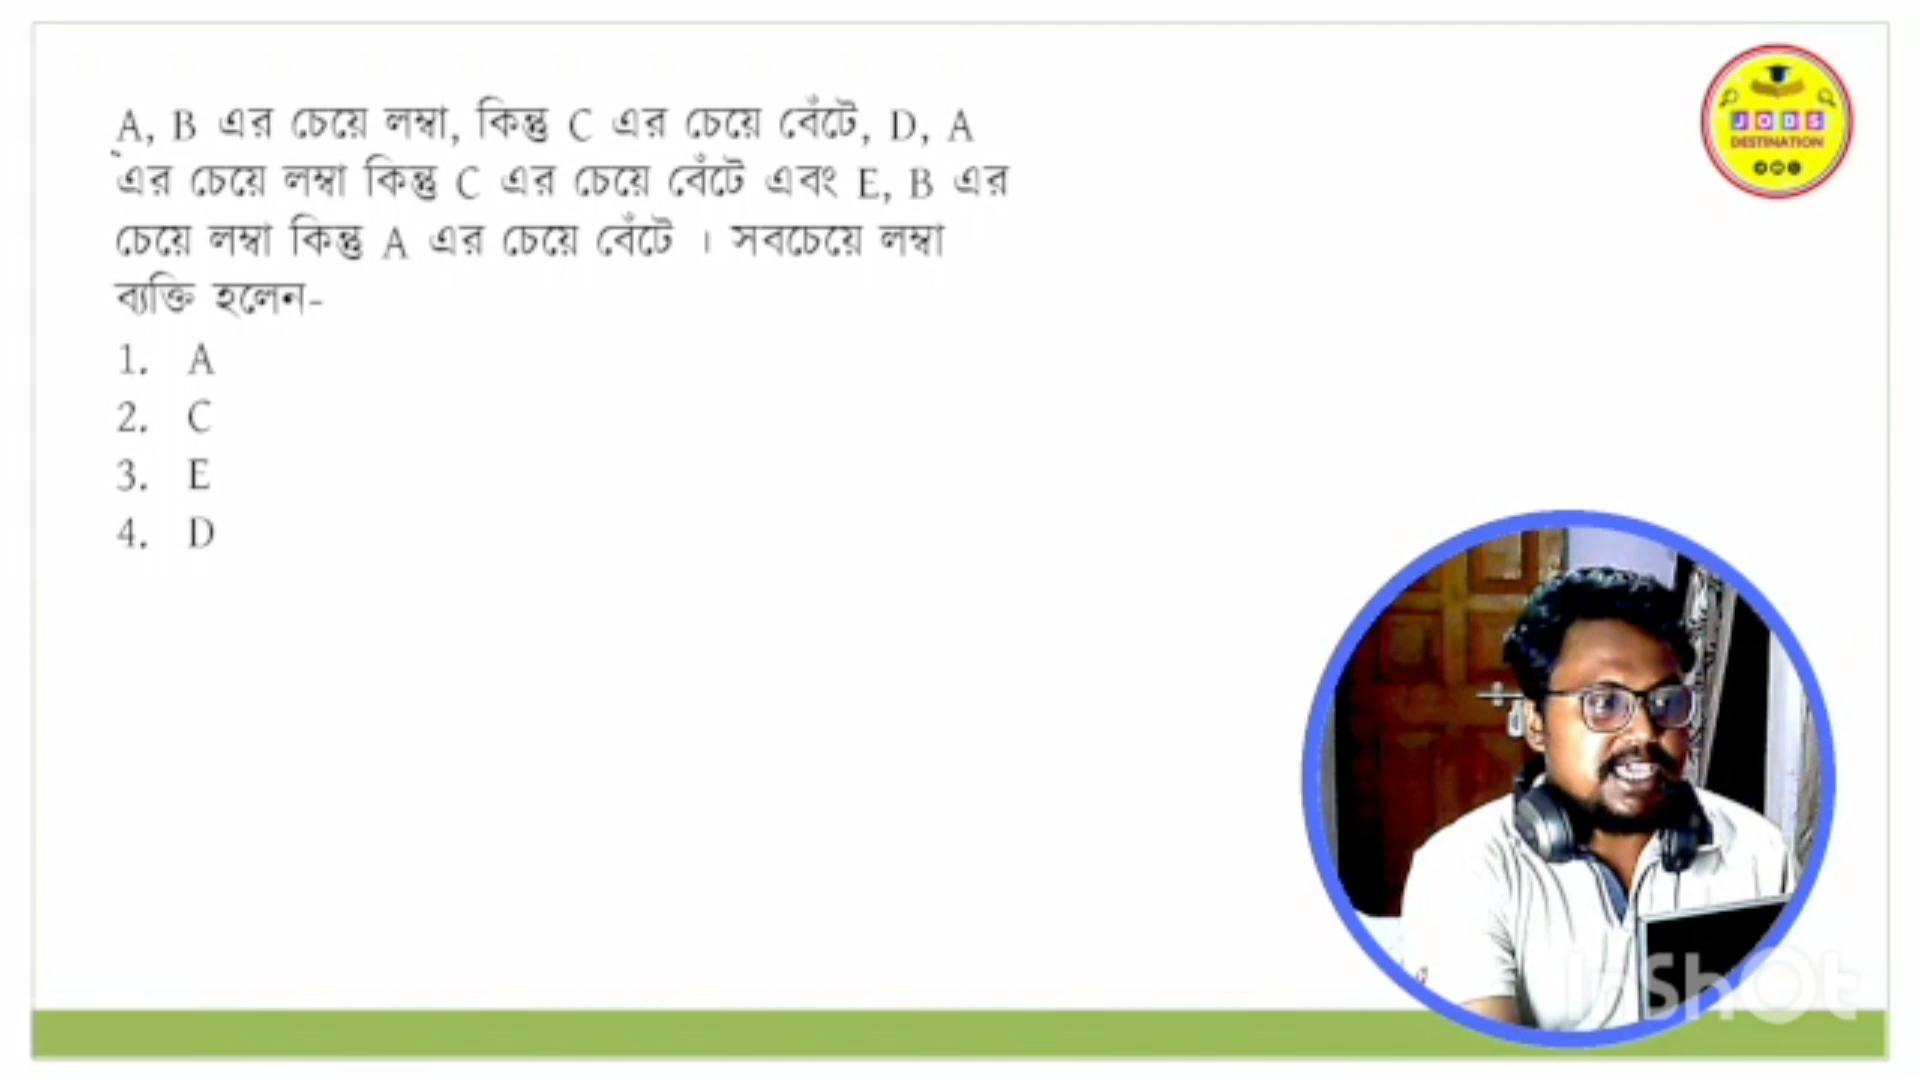 A, B এর চেয়ে লম্বা, কিন্তু C এর চেয়ে বেঁটে, D, A
এর চেয়ে লম্বা কিন্তু C এর চেয়ে বেঁটে এবং E, B এর
চেয়ে লম্বা কিন্তু A এর চেয়ে বেঁটে । সবচেয়ে লম্বা
ব্যক্তি হলেন-
1. A
2. C
3. E
4. D
JOBS
DESTINATION
InShOt